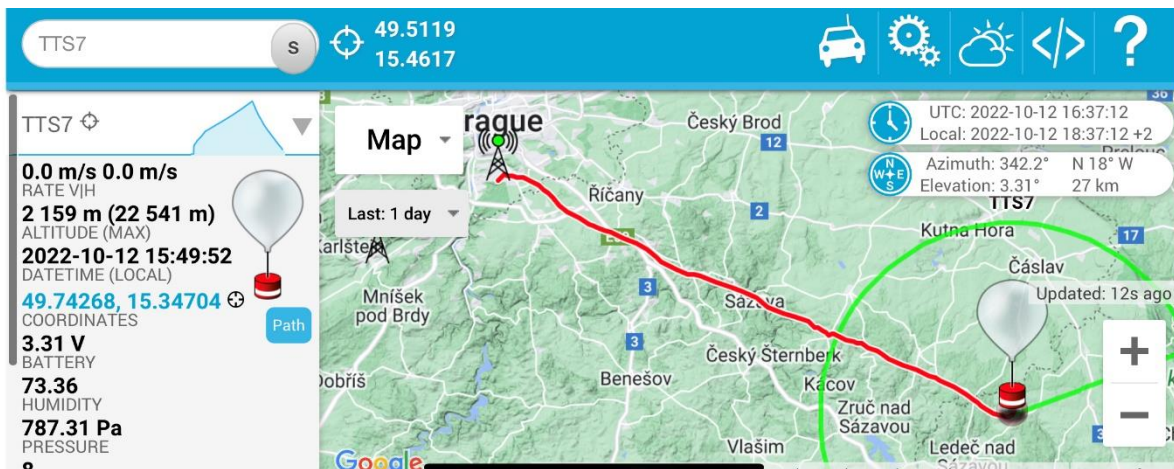 TTS7
S
49.5119
15.4617
TTS7
0.0 m/s 0.0 m/s
RATE V|H
2 159 m (22 541 m)
ALTITUDE (MAX)
2022-10-12 15:49:52
DATETIME (LOCAL)
49.74268, 15.34704
COORDINATES
Path
3.31 V
BATTERY
73.36
HUMIDITY
787.31 Pa
PRESSURE
Map
Last: 1 day
rague
Český Brod
12
36
UTC: 2022-10-12 16:37:12
Local: 2022-10-12 18:37:12 +2
N
W E
S
Azimuth: 342.2° N 18° W
Elevation: 3.31° 27 km
TTS7
Říčany
2
Kutná Hora
17
Karlštejn
Čáslav
Updated: 12s ago
Mníšek
pod Brdy
3
Sázava
3
Český Šternberk
Dobříš
Benešov
Kácov
Zruč nad
Sázavou
Vlašim
Ledeč nad
Sázavou
Google
+
−